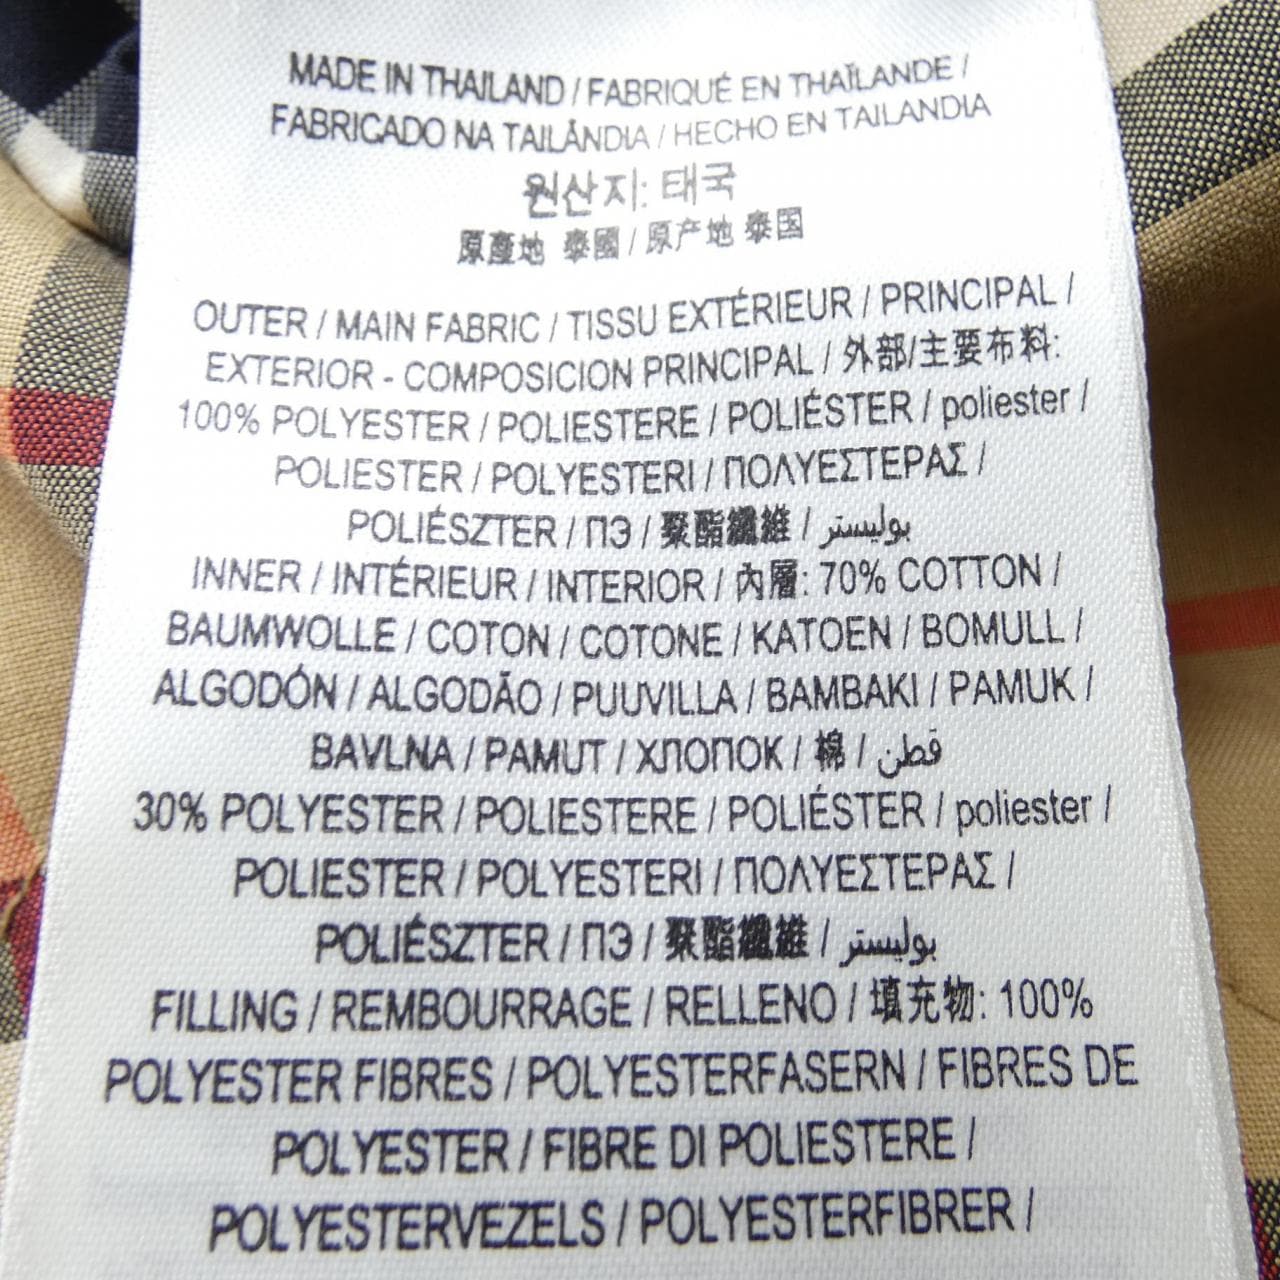 MADE IN THAILAND / FABRIQUÉ EN THAÏLANDE /
FABRICADO NA TAILÂNDIA / HECHO EN TAILANDIA
원산지: 태국
原產地 泰國 / 原产地 泰国
OUTER / MAIN FABRIC / TISSU EXTÉRIEUR / PRINCIPAL /
EXTERIOR - COMPOSICION PRINCIPAL / 外部/主要布料:
100% POLYESTER / POLIESTERE / POLIÉSTER / poliester /
POLIESTER / POLYESTERI / ΠΟΛΥΕΣΤΕΡΑΣ /
POLIÉSZTER / ПЭ / 聚酯纖維 / بوليستر
INNER / INTÉRIEUR / INTERIOR / 內層: 70% COTTON /
BAUMWOLLE / COTON / COTONE / KATOEN / BOMULL /
ALGODÓN / ALGODÃO / PUUVILLA / BAMBAKI / PAMUK /
BAVLNA / PAMUT / ХЛОПОК / 棉 / قطن
30% POLYESTER / POLIESTERE / POLIÉSTER / poliester /
POLIESTER / POLYESTERI / ΠΟΛΥΕΣΤΕΡΑΣ /
POLIÉSZTER / ПЭ / 聚酯纖維 / بوليستر
FILLING / REMBOURRAGE / RELLENO / 填充物: 100%
POLYESTER FIBRES / POLYESTERFASERN / FIBRES DE
POLYESTER / FIBRE DI POLIESTERE /
POLYESTERVEZELS / POLYESTERFIBRER /